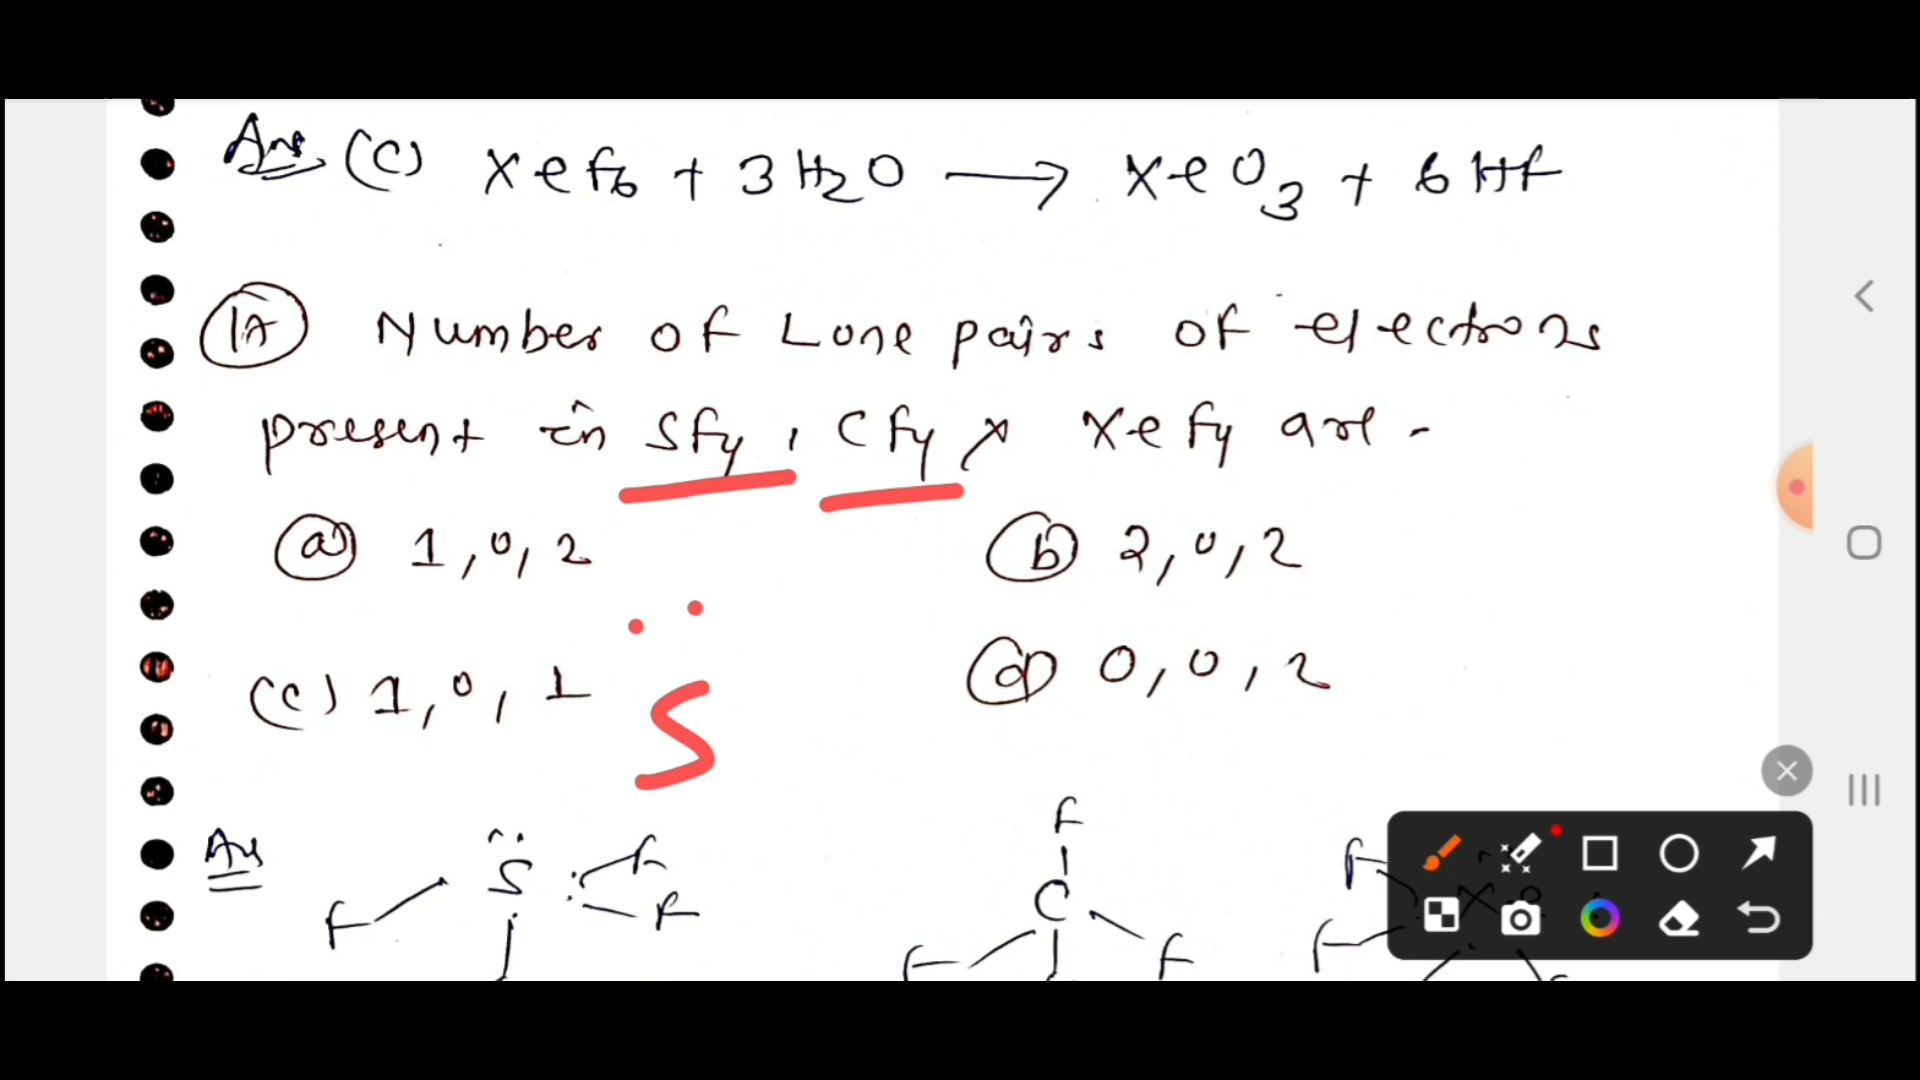 Ans (c) XeF6 + 3H2O → XeO3 + 6HF
Number of Lone pairs of electrons
present in SF4, CF4 & XeF4 are -
(a) 1, 0, 2 (b) 2, 0, 2
(c) 1, 0, 1 (d) 0, 0, 2
S
F
Ans S F C F
F F F F F